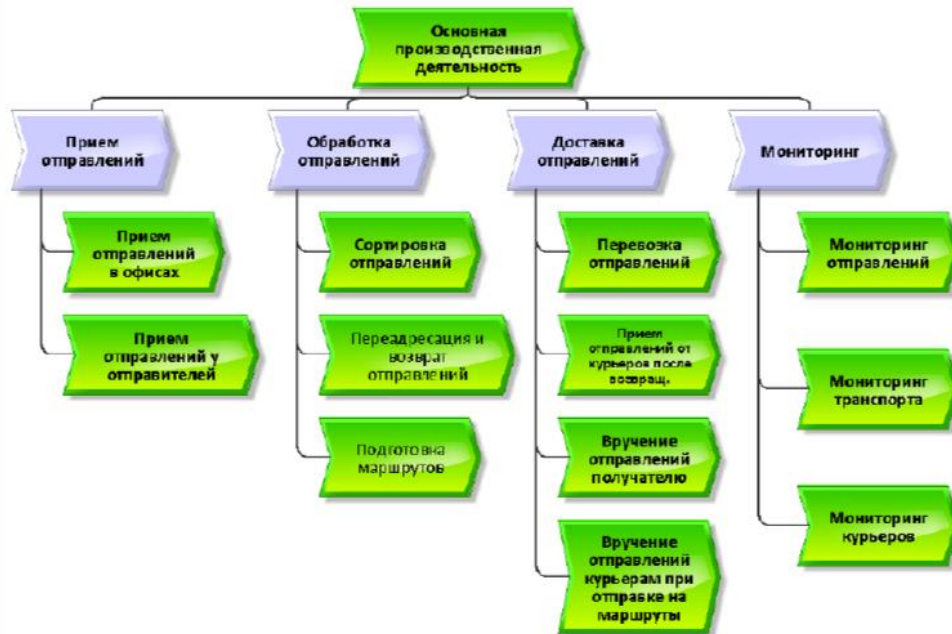 Основная
производственная
деятельность
Прием
отправлений
Обработка
отправлений
Доставка
отправлений
Мониторинг
Прием
отправлений
в офисах
Прием
отправлений у
отправителей
Сортировка
отправлений
Переадресация и
возврат
отправлений
Подготовка
маршрутов
Перевозка
отправлений
Прием
отправлений от
курьеров после
возвращ.
Вручение
отправлений
получателю
Вручение
отправлений
курьерам при
отправке на
маршруты
Мониторинг
отправлений
Мониторинг
транспорта
Мониторинг
курьеров